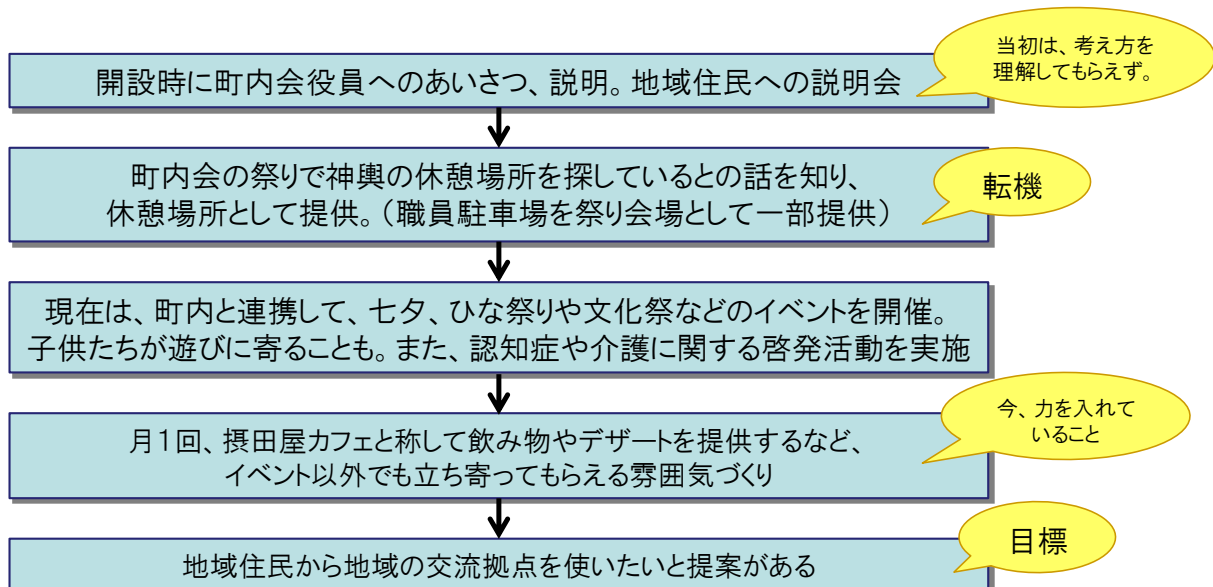 当初は、考え方を
理解してもらえず。
開設時に町内会役員へのあいさつ、説明。地域住民への説明会
町内会の祭りで神輿の休憩場所を探しているとの話を知り、
休憩場所として提供。（職員駐車場を祭り会場として一部提供）
転機
現在は、町内と連携して、七夕、ひな祭りや文化祭などのイベントを開催。
子供たちが遊びに寄ることも。また、認知症や介護に関する啓発活動を実施
今、力を入れて
いること
月１回、摂田屋カフェと称して飲み物やデザートを提供するなど、
イベント以外でも立ち寄ってもらえる雰囲気づくり
目標
地域住民から地域の交流拠点を使いたいと提案がある